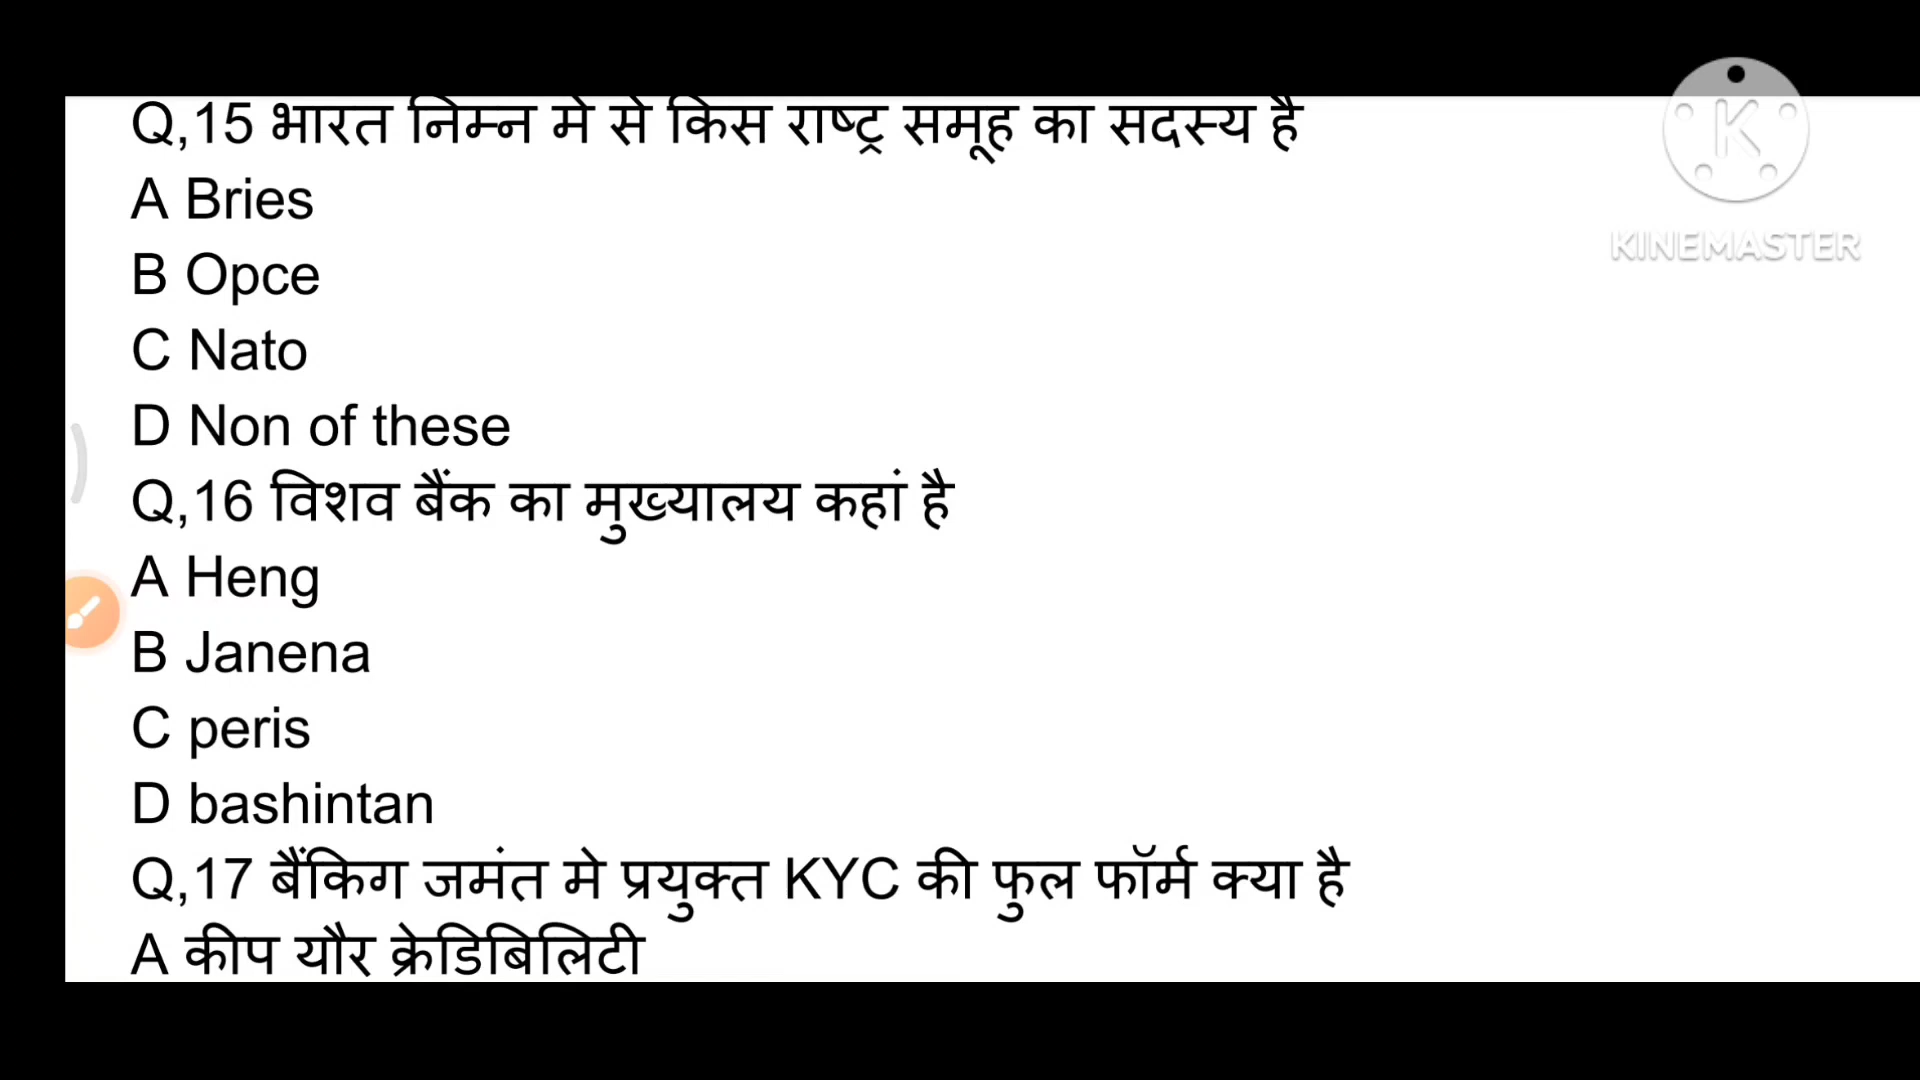 Q,15 भारत निम्न मे से किस राष्ट्र समूह का सदस्य है
A Bries
B Opce
C Nato
D Non of these
Q,16 विशव बैंक का मुख्यालय कहां है
A Heng
B Janena
C peris
D bashintan
Q,17 बैंकिग जमंत मे प्रयुक्त KYC की फुल फॉर्म क्या है
A कीप यौर क्रेडिबिलिटी
K
KINEMASTER